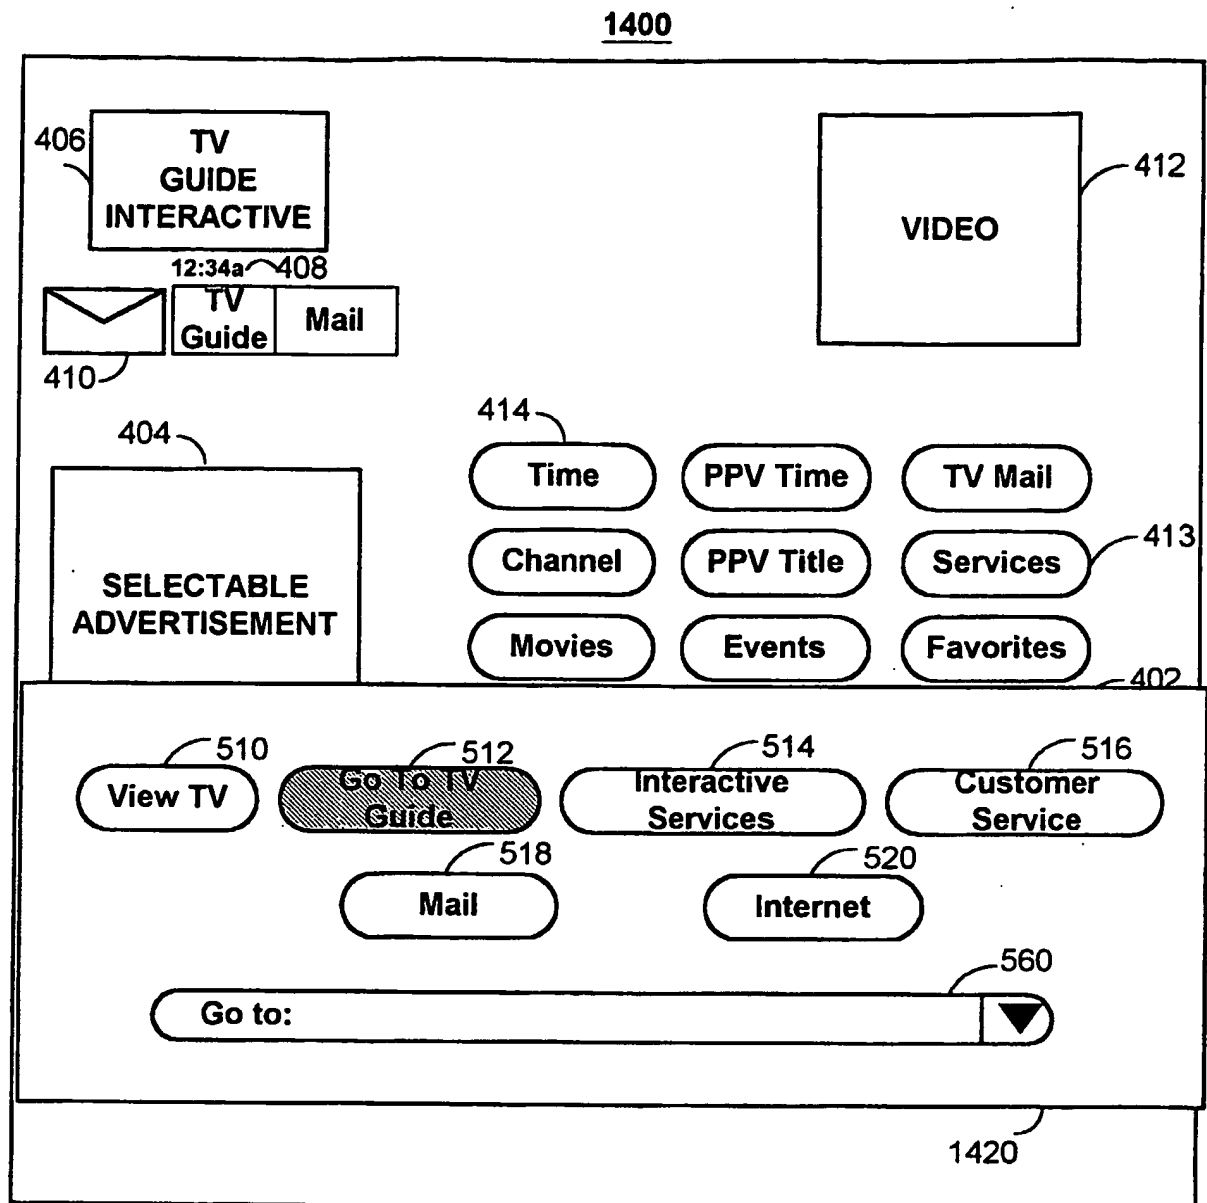 1400
406
TV
GUIDE
INTERACTIVE
VIDEO
412
12:34a 408
TV
Guide
Mail
410
404
SELECTABLE
ADVERTISEMENT
414
Time
PPV Time
TV Mail
Channel
PPV Title
Services
413
Movies
Events
Favorites
402
510
View TV
512
Go To TV
Guide
514
Interactive
Services
516
Customer
Service
518
Mail
520
Internet
560
Go to:
1420